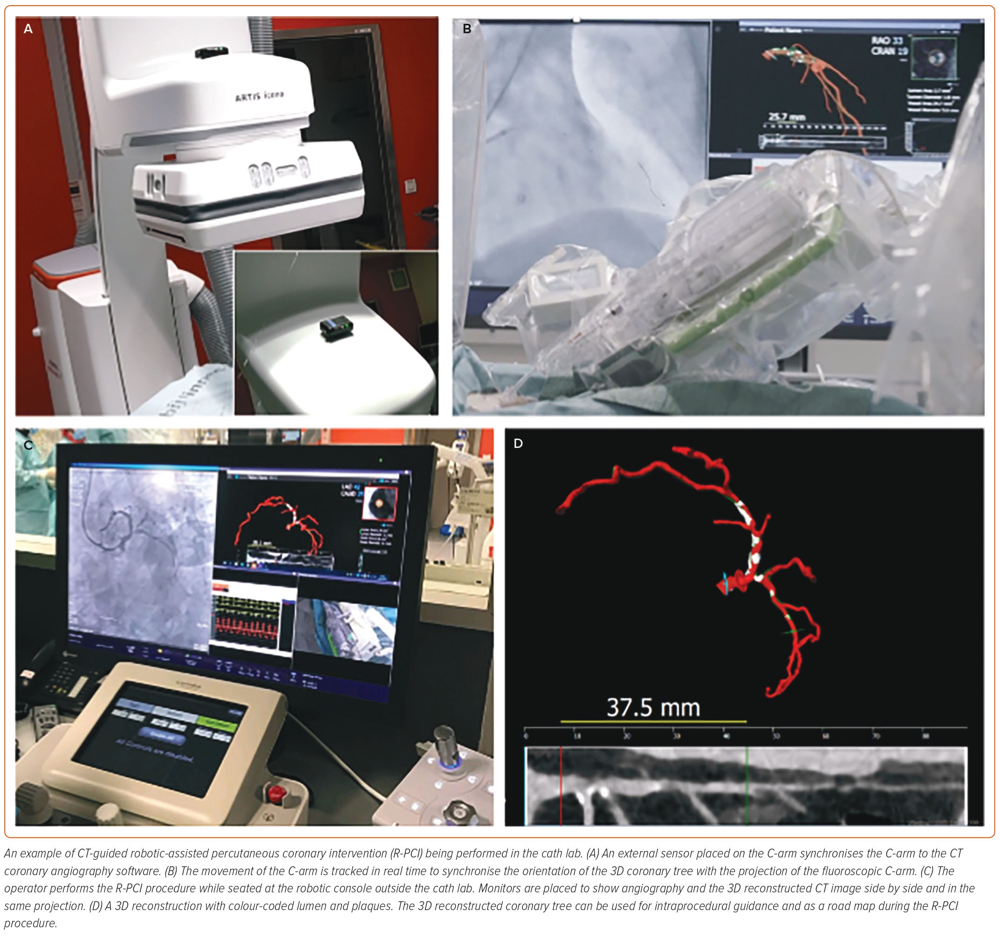 A
ARTIS icono
B
Patient Name
RAO 33
CRAN 19
25.7 mm
C
All Controls are disabled.
D
37.5 mm
0 10 20 30 40 50 60 70 80
An example of CT-guided robotic-assisted percutaneous coronary intervention (R-PCI) being performed in the cath lab. (A) An external sensor placed on the C-arm synchronises the C-arm to the CT
coronary angiography software. (B) The movement of the C-arm is tracked in real time to synchronise the orientation of the 3D coronary tree with the projection of the fluoroscopic C-arm. (C) The
operator performs the R-PCI procedure while seated at the robotic console outside the cath lab. Monitors are placed to show angiography and the 3D reconstructed CT image side by side and in the
same projection. (D) A 3D reconstruction with colour-coded lumen and plaques. The 3D reconstructed coronary tree can be used for intraprocedural guidance and as a road map during the R-PCI
procedure.